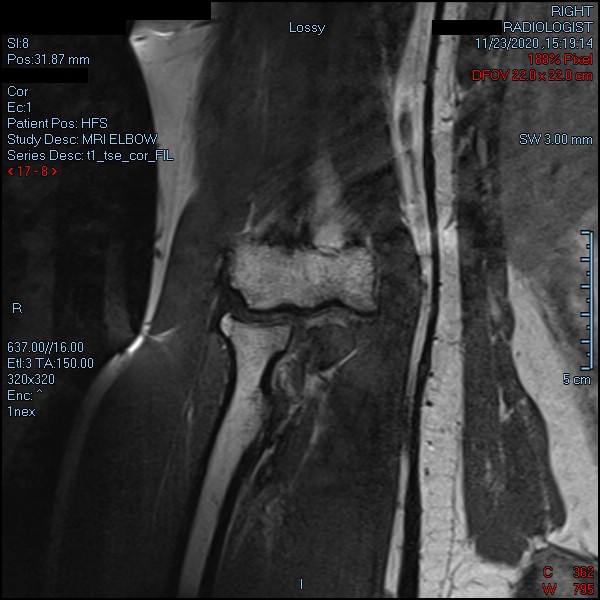 RIGHT
RADIOLOGIST
11/23/2020 ,15:19:14
188% Pixel
DFOV 22.0 x 22.0 cm
Lossy
SI:8
Pos:31.87 mm
Cor
Ec:1
Patient Pos: HFS
Study Desc: MRI ELBOW
Series Desc: t1_tse_cor_FIL
< 17 - 8 >
SW 3.00 mm
R
637.00//16.00
Etl:3 TA:150.00
320x320
Enc: ^
1nex
5 cm
I
C 362
W 795